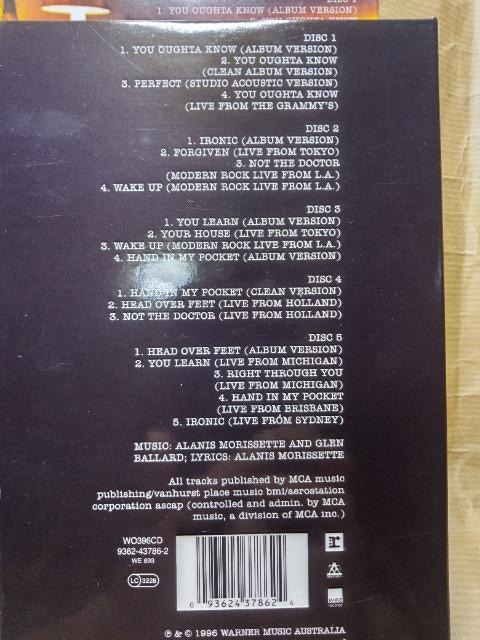 DISC 1
1. YOU OUGHTA KNOW (ALBUM VERSION)
DISC 1
1. YOU OUGHTA KNOW (ALBUM VERSION)
2. YOU OUGHTA KNOW
(CLEAN ALBUM VERSION)
3. PERFECT (STUDIO ACOUSTIC VERSION)
4. YOU OUGHTA KNOW
(LIVE FROM THE GRAMMY'S)
DISC 2
1. IRONIC (ALBUM VERSION)
2. FORGIVEN (LIVE FROM TOKYO)
3. NOT THE DOCTOR
(MODERN ROCK LIVE FROM L.A.)
4. WAKE UP (MODERN ROCK LIVE FROM L.A.)
DISC 3
1. YOU LEARN (ALBUM VERSION)
2. YOUR HOUSE (LIVE FROM TOKYO)
3. WAKE UP (MODERN ROCK LIVE FROM L.A.)
4. HAND IN MY POCKET (ALBUM VERSION)
DISC 4
1. HAND IN MY POCKET (CLEAN VERSION)
2. HEAD OVER FEET (LIVE FROM HOLLAND)
3. NOT THE DOCTOR (LIVE FROM HOLLAND)
DISC 5
1. HEAD OVER FEET (ALBUM VERSION)
2. YOU LEARN (LIVE FROM MICHIGAN)
3. RIGHT THROUGH YOU
(LIVE FROM MICHIGAN)
4. HAND IN MY POCKET
(LIVE FROM BRISBANE)
5. IRONIC (LIVE FROM SYDNEY)
MUSIC: ALANIS MORISSETTE AND GLEN
BALLARD; LYRICS: ALANIS MORISSETTE
All tracks published by MCA music
publishing/vanhurst place music bmi/aerostation
corporation ascap (controlled and admin. by MCA
music, a division of MCA inc.)
WO396CD
9362-43786-2
WE 893
LC 3228
0 93624 37862 4
℗ & © 1996 WARNER MUSIC AUSTRALIA